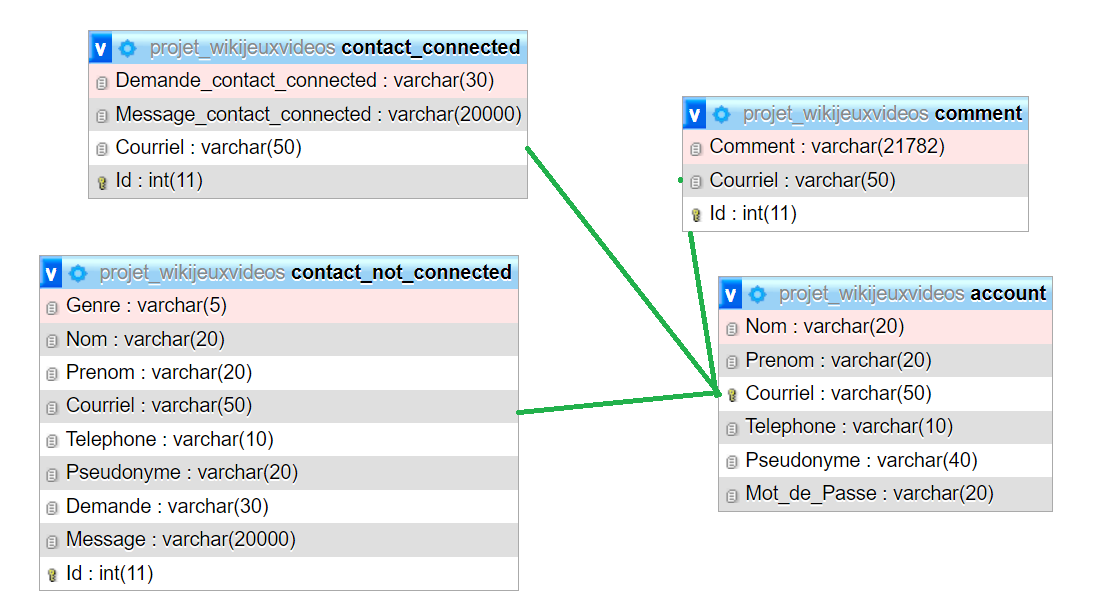 v projet_wikijeuxvideos contact_connected
Demande_contact_connected : varchar(30)
Message_contact_connected : varchar(20000)
Courriel : varchar(50)
Id : int(11)
v projet_wikijeuxvideos comment
Comment : varchar(21782)
Courriel : varchar(50)
Id : int(11)
v projet_wikijeuxvideos contact_not_connected
Genre : varchar(5)
Nom : varchar(20)
Prenom : varchar(20)
Courriel : varchar(50)
Telephone : varchar(10)
Pseudonyme : varchar(20)
Demande : varchar(30)
Message : varchar(20000)
Id : int(11)
v projet_wikijeuxvideos account
Nom : varchar(20)
Prenom : varchar(20)
Courriel : varchar(50)
Telephone : varchar(10)
Pseudonyme : varchar(40)
Mot_de_Passe : varchar(20)